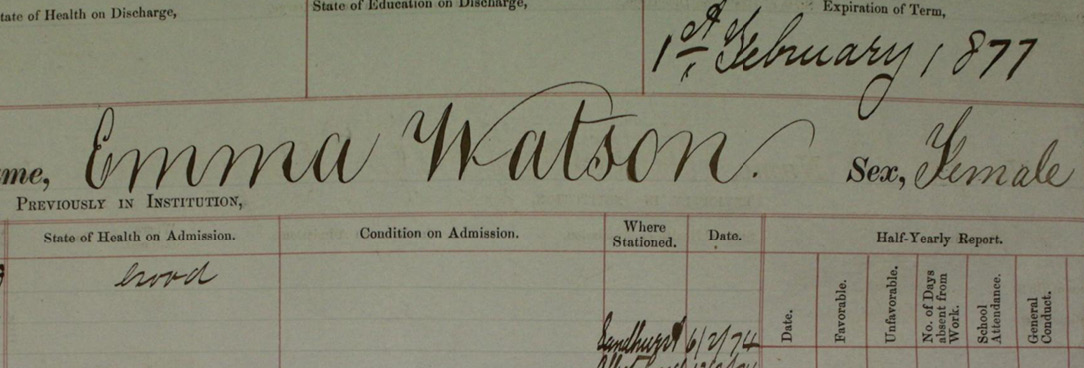 tate of Health on Discharge,
State of Education on Discharge,
Expiration of Term,
1st February 1877
me, Emma Watson. Sex, Female
PREVIOUSLY IN INSTITUTION,
State of Health on Admission.
Condition on Admission.
Where Stationed.
Date.
Half-Yearly Report.
Date.
Favorable.
Unfavorable.
No. of Days absent from Work.
School Attendance.
General Conduct.
Good
Sandhurst 6/2/74